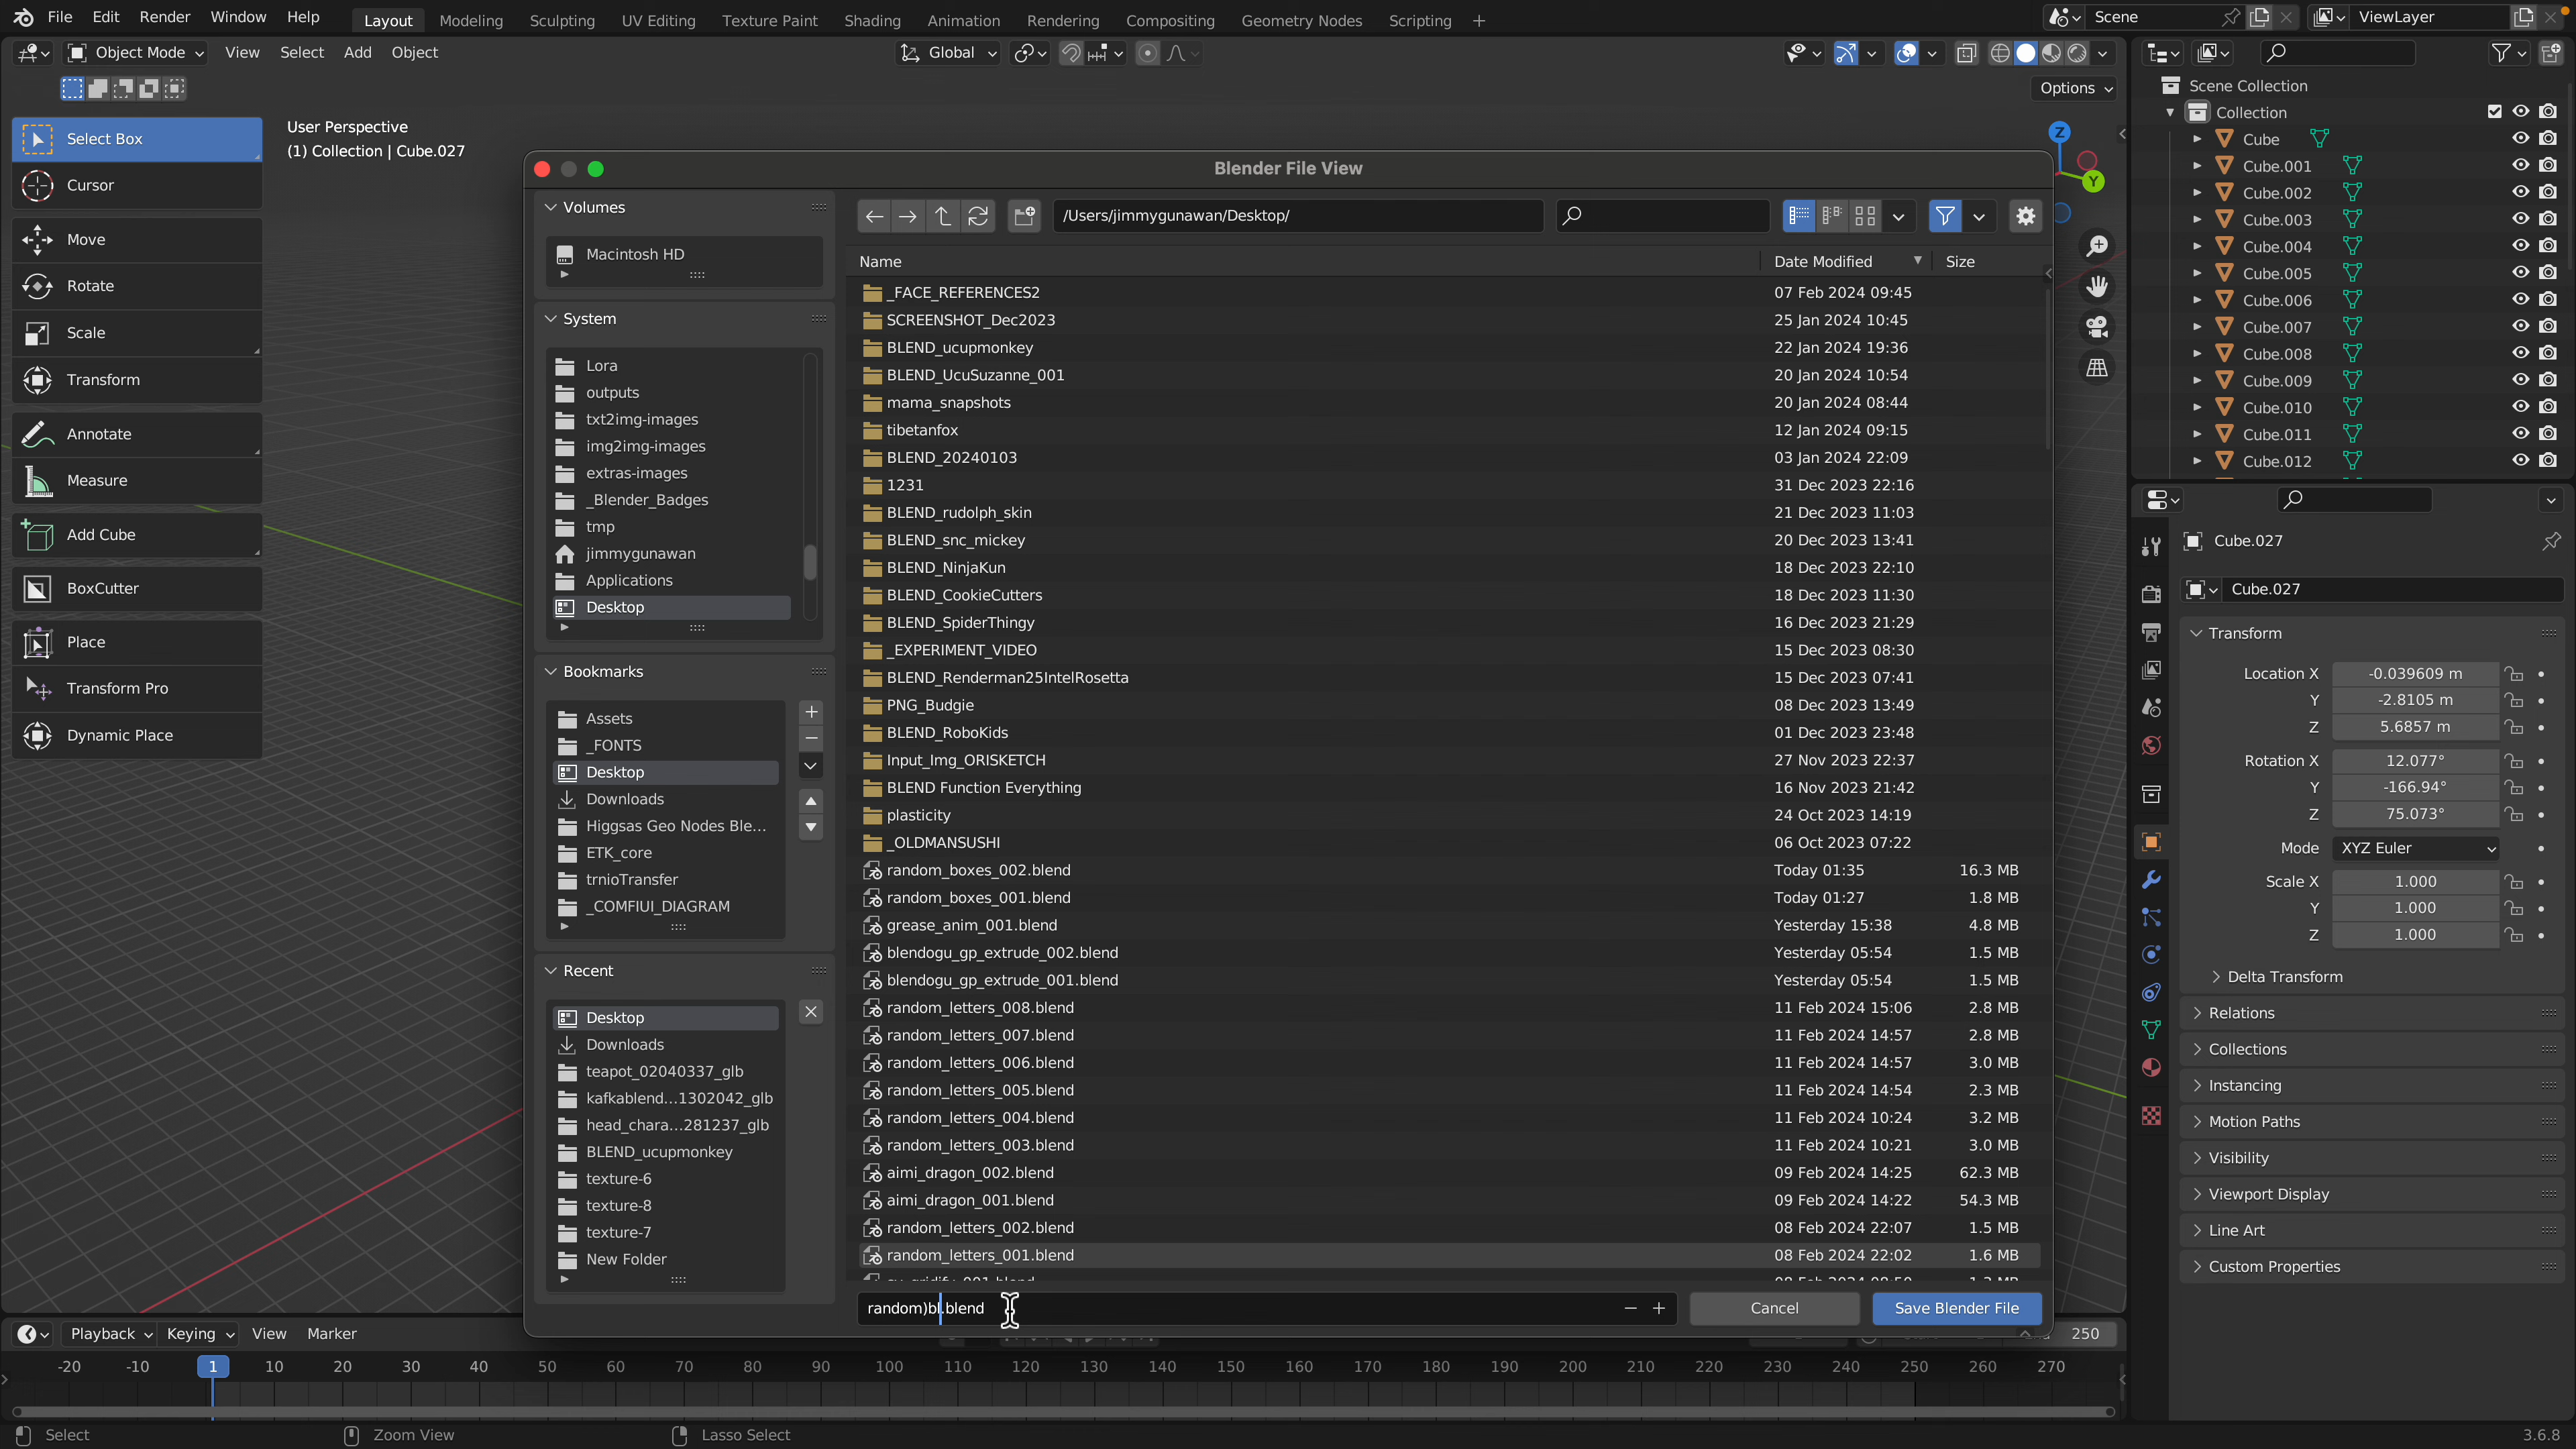 File Edit Render Window Help Layout Modeling Sculpting UV Editing Texture Paint Shading Animation Rendering Compositing Geometry Nodes Scripting + Scene ViewLayer
Object Mode View Select Add Object Global
Options
Select Box
Cursor
Move
Rotate
Scale
Transform
Annotate
Measure
Add Cube
BoxCutter
Place
Transform Pro
Dynamic Place
User Perspective
(1) Collection | Cube.027
Z
Y
Blender File View
Volumes
Macintosh HD
System
Lora
outputs
txt2img-images
img2img-images
extras-images
_Blender_Badges
tmp
jimmygunawan
Applications
Desktop
Bookmarks
Assets
_FONTS
Desktop
Downloads
Higgsas Geo Nodes Ble...
ETK_core
trnioTransfer
_COMFIUI_DIAGRAM
Recent
Desktop
Downloads
teapot_02040337_glb
kafkablend...1302042_glb
head_chara...281237_glb
BLEND_ucupmonkey
texture-6
texture-8
texture-7
New Folder
/Users/jimmygunawan/Desktop/
Name Date Modified Size
_FACE_REFERENCES2 07 Feb 2024 09:45
SCREENSHOT_Dec2023 25 Jan 2024 10:45
BLEND_ucupmonkey 22 Jan 2024 19:36
BLEND_UcuSuzanne_001 20 Jan 2024 10:54
mama_snapshots 20 Jan 2024 08:44
tibetanfox 12 Jan 2024 09:15
BLEND_20240103 03 Jan 2024 22:09
1231 31 Dec 2023 22:16
BLEND_rudolph_skin 21 Dec 2023 11:03
BLEND_snc_mickey 20 Dec 2023 13:41
BLEND_NinjaKun 18 Dec 2023 22:10
BLEND_CookieCutters 18 Dec 2023 11:30
BLEND_SpiderThingy 16 Dec 2023 21:29
_EXPERIMENT_VIDEO 15 Dec 2023 08:30
BLEND_Renderman25IntelRosetta 15 Dec 2023 07:41
PNG_Budgie 08 Dec 2023 13:49
BLEND_RoboKids 01 Dec 2023 23:48
Input_Img_ORISKETCH 27 Nov 2023 22:37
BLEND Function Everything 16 Nov 2023 21:42
plasticity 24 Oct 2023 14:19
_OLDMANSUSHI 06 Oct 2023 07:22
random_boxes_002.blend Today 01:35 16.3 MB
random_boxes_001.blend Today 01:27 1.8 MB
grease_anim_001.blend Yesterday 15:38 4.8 MB
blendogu_gp_extrude_002.blend Yesterday 05:54 1.5 MB
blendogu_gp_extrude_001.blend Yesterday 05:54 1.5 MB
random_letters_008.blend 11 Feb 2024 15:06 2.8 MB
random_letters_007.blend 11 Feb 2024 14:57 2.8 MB
random_letters_006.blend 11 Feb 2024 14:57 3.0 MB
random_letters_005.blend 11 Feb 2024 14:54 2.3 MB
random_letters_004.blend 11 Feb 2024 10:24 3.2 MB
random_letters_003.blend 11 Feb 2024 10:21 3.0 MB
aimi_dragon_002.blend 09 Feb 2024 14:25 62.3 MB
aimi_dragon_001.blend 09 Feb 2024 14:22 54.3 MB
random_letters_002.blend 08 Feb 2024 22:07 1.5 MB
random_letters_001.blend 08 Feb 2024 22:02 1.6 MB
random)bl.blend Cancel Save Blender File
Scene Collection
Collection
Cube
Cube.001
Cube.002
Cube.003
Cube.004
Cube.005
Cube.006
Cube.007
Cube.008
Cube.009
Cube.010
Cube.011
Cube.012
Cube.027
Cube.027
Transform
Location X -0.039609 m
Y -2.8105 m
Z 5.6857 m
Rotation X 12.077°
Y -166.94°
Z 75.073°
Mode XYZ Euler
Scale X 1.000
Y 1.000
Z 1.000
Delta Transform
Relations
Collections
Instancing
Motion Paths
Visibility
Viewport Display
Line Art
Custom Properties
Playback Keying View Marker 250
-20 -10 1 10 20 30 40 50 60 70 80 90 100 110 120 130 140 150 160 170 180 190 200 210 220 230 240 250 260 270
Select Zoom View Lasso Select 3.6.8